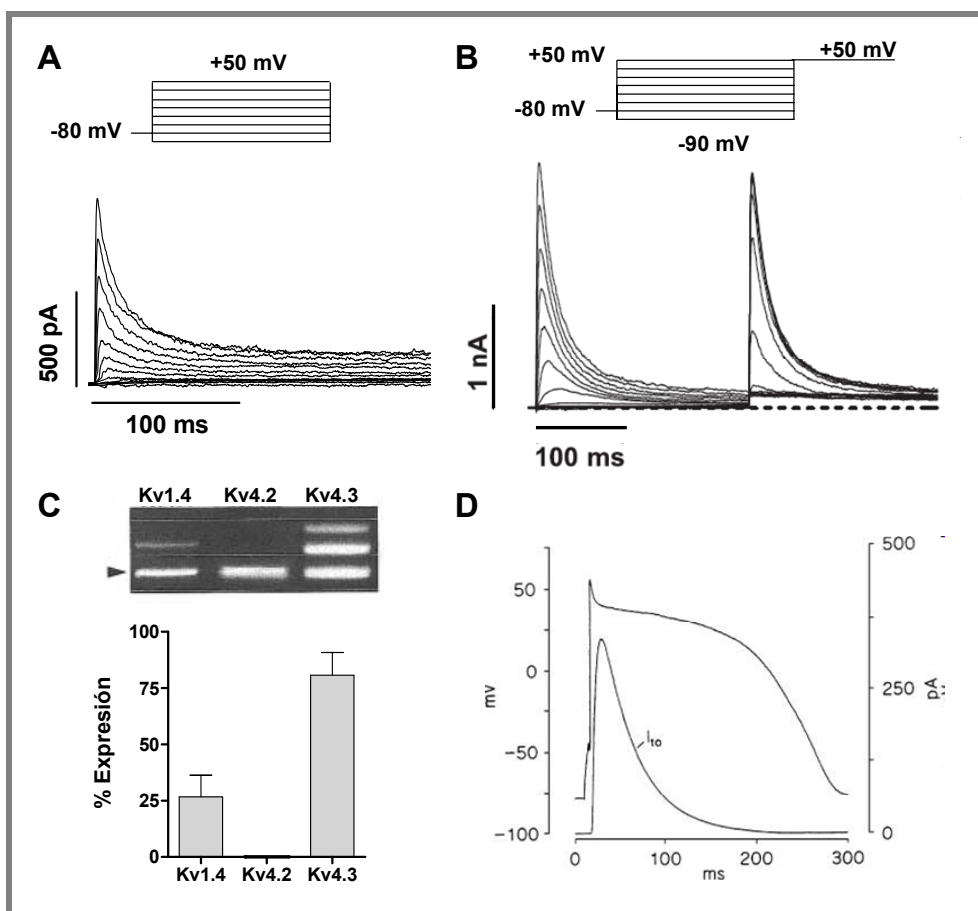 A
+50 mV
-80 mV
500 pA
100 ms
B
+50 mV
+50 mV
-80 mV
-90 mV
1 nA
100 ms
C
Kv1.4 Kv4.2 Kv4.3
100
75
50
25
0
% Expresión
Kv1.4 Kv4.2 Kv4.3
D
50
0
-50
-100
mv
Ito
500
250
0
pA
0 100 200 300
ms